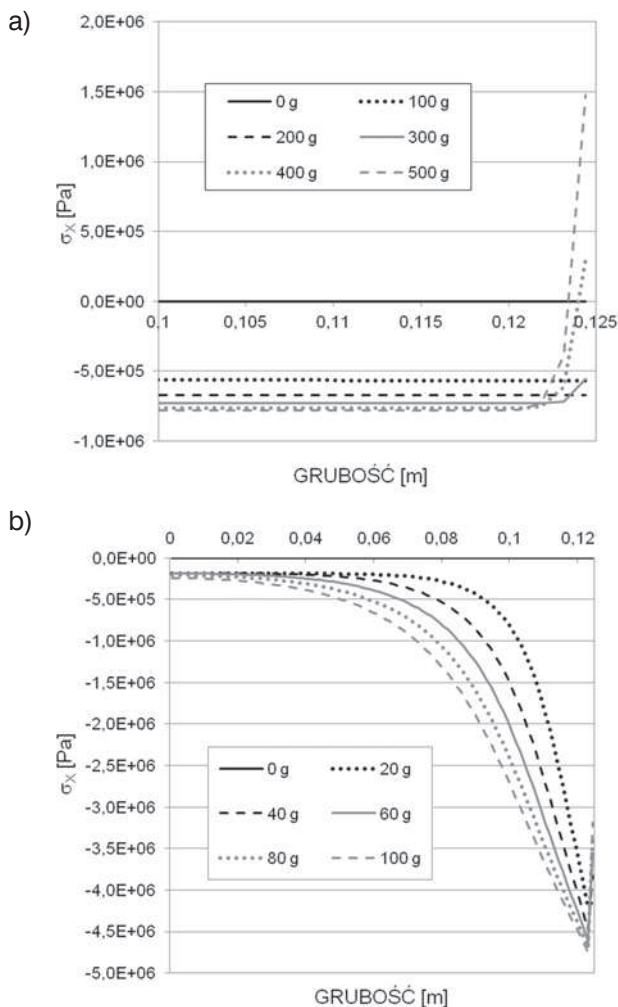 a)
2,0E+06
1,5E+06
1,0E+06
5,0E+05
0,0E+00
-5,0E+05
-1,0E+06
σX [Pa]
0 g 100 g
200 g 300 g
400 g 500 g
0,1 0,105 0,11 0,115 0,12 0,125
GRUBOŚĆ [m]
b)
0 0,02 0,04 0,06 0,08 0,1 0,12
0,0E+00
-5,0E+05
-1,0E+06
-1,5E+06
-2,0E+06
-2,5E+06
-3,0E+06
-3,5E+06
-4,0E+06
-4,5E+06
-5,0E+06
σX [Pa]
0 g 20 g
40 g 60 g
80 g 100 g
GRUBOŚĆ [m]